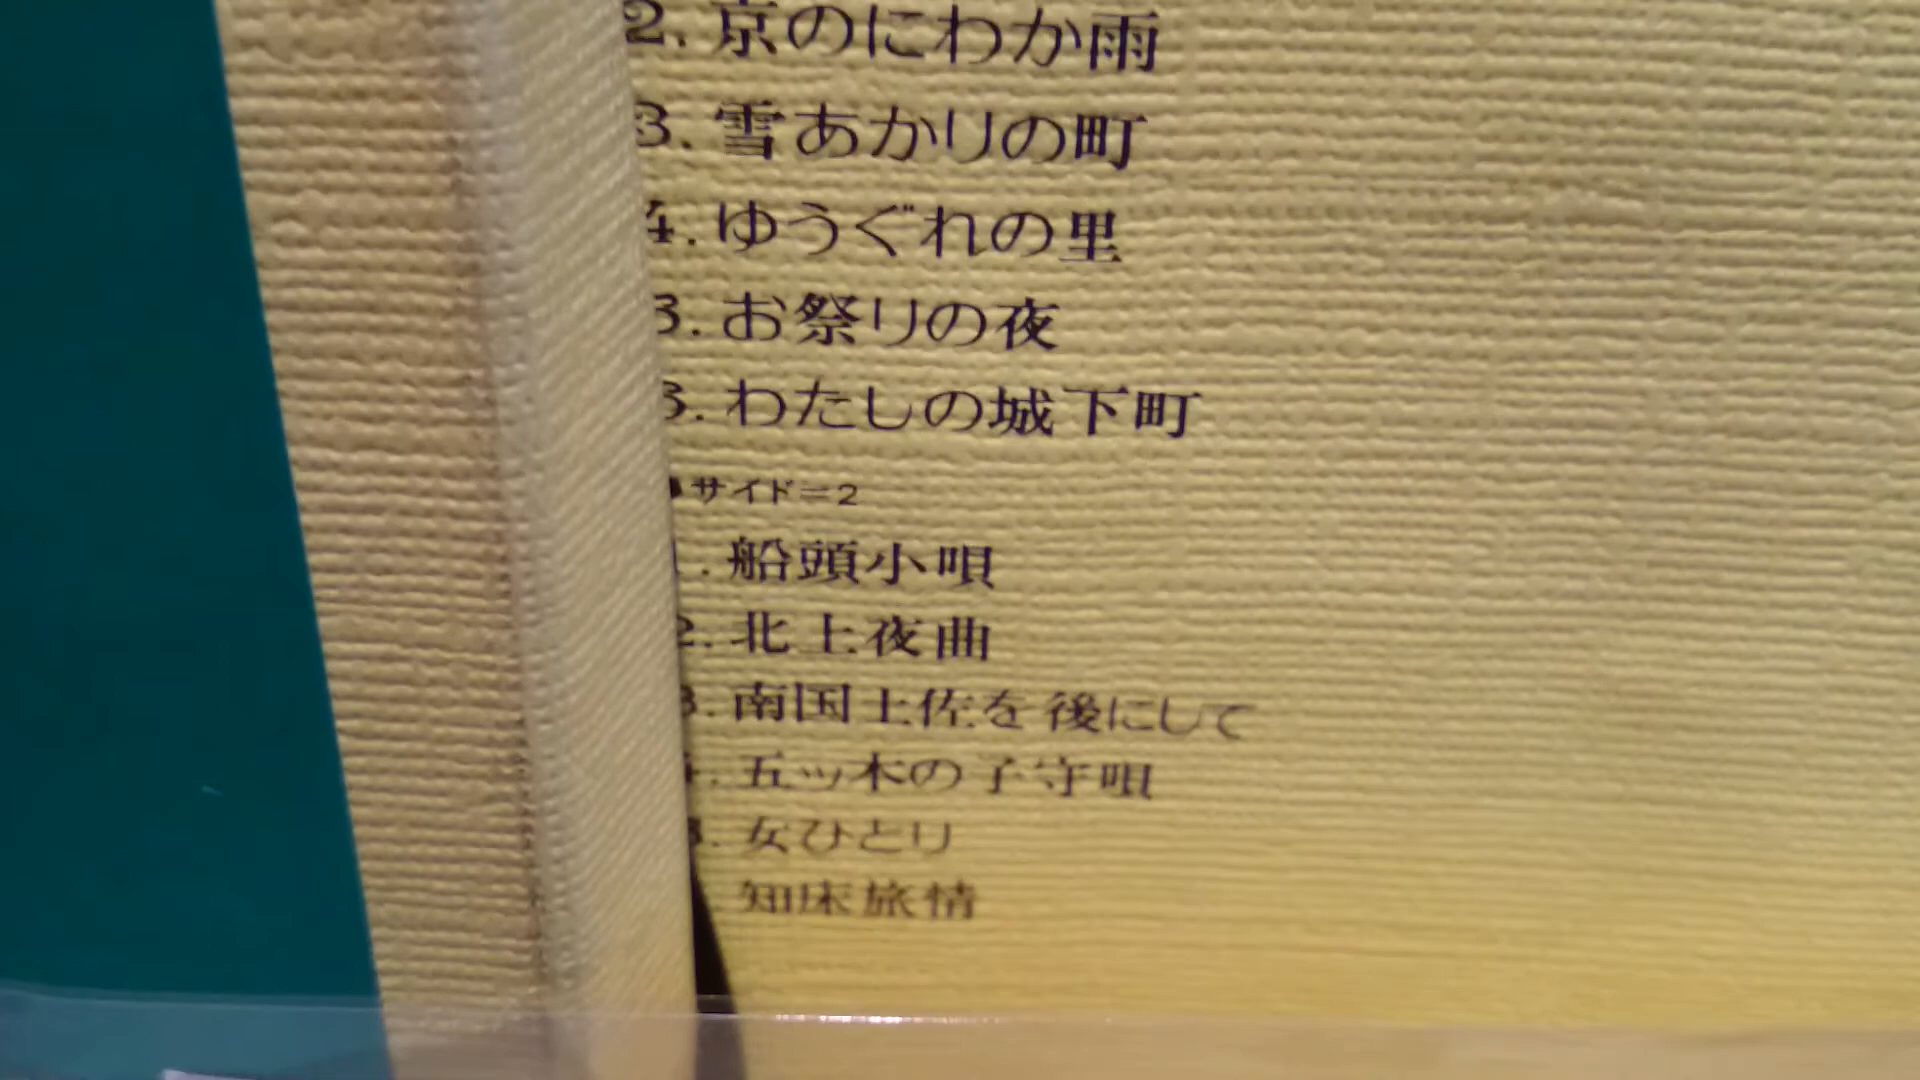 2.京のにわか雨
3.雪あかりの町
4.ゆうぐれの里
5.お祭りの夜
6.わたしの城下町
●サイド=2
1.船頭小唄
2.北上夜曲
3.南国土佐を後にして
4.五ッ木の子守唄
5.女ひとり
知床旅情